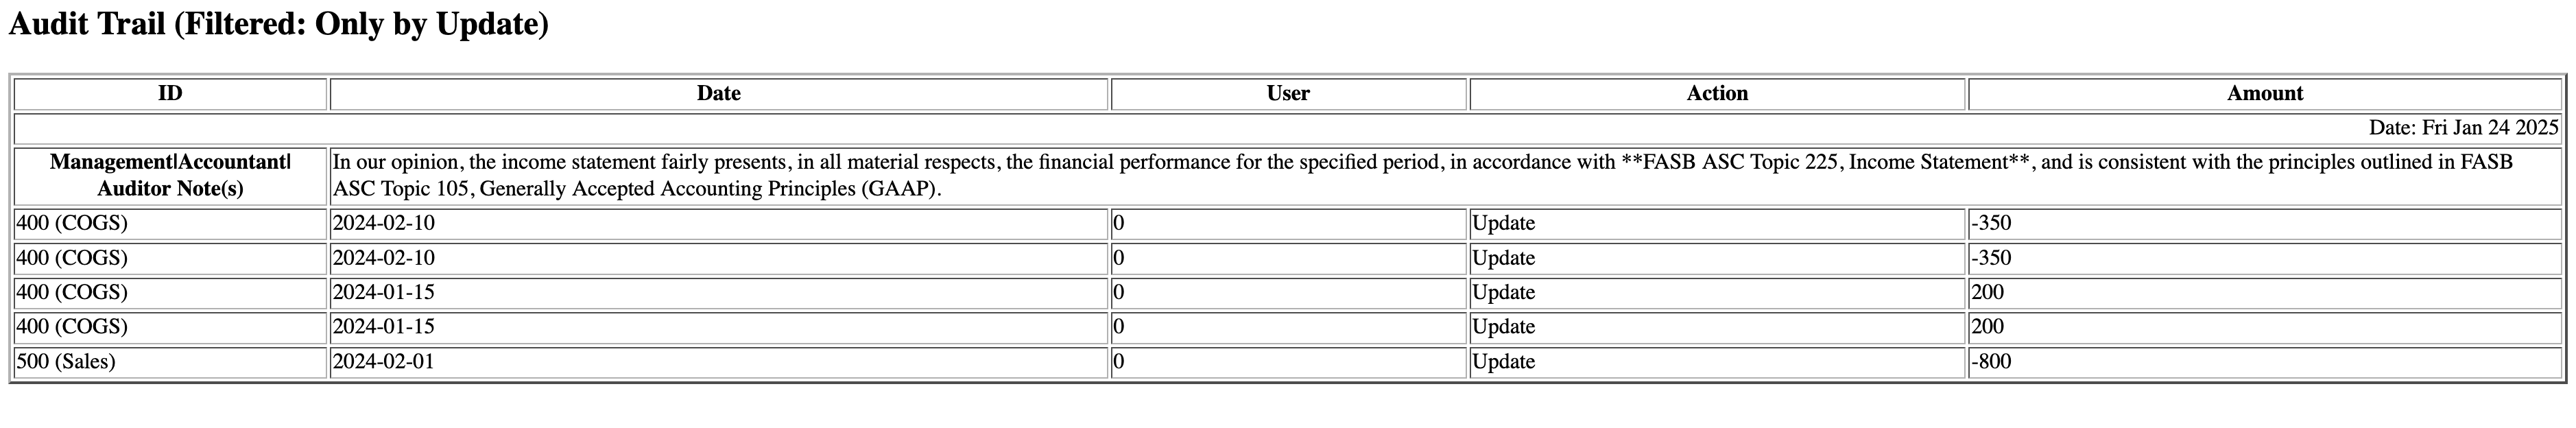 Audit Trail (Filtered: Only by Update)
ID Date User Action Amount
Date: Fri Jan 24 2025
Management|Accountant|
Auditor Note(s)
In our opinion, the income statement fairly presents, in all material respects, the financial performance for the specified period, in accordance with **FASB ASC Topic 225, Income Statement**, and is consistent with the principles outlined in FASB
ASC Topic 105, Generally Accepted Accounting Principles (GAAP).
400 (COGS) 2024-02-10 0 Update -350
400 (COGS) 2024-02-10 0 Update -350
400 (COGS) 2024-01-15 0 Update 200
400 (COGS) 2024-01-15 0 Update 200
500 (Sales) 2024-02-01 0 Update -800